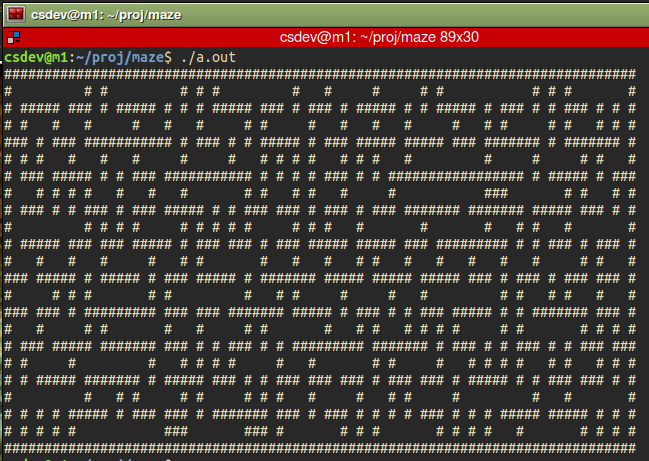 csdev@m1: ~/proj/maze
csdev@m1: ~/proj/maze 89x30
csdev@m1:~/proj/maze$ ./a.out
###############################################################################
#         # #         # # #         #   #     #     # #           # # #       #
# ##### ### # ##### # # # ##### ### # ### # ##### # # ##### # ### # # ### # # #
# #   #   #     #   #   #     # #     #   #   #   #     #   # #     #   # # #
### # ### ########### # ### # # ##### # ### ##### ##### ### ####### # ####### #
# # #   #   #   #     #     #   # # # #   # # #         #     #     # #   #
# ### ##### # # ### ########### # # # # ### # # ################# # ##### # ###
#   # # # #   #   #   #       # #   # #   #     #           ###       # #   # #
# ### # # ### # ### ##### # # ### ### ### # ### # ### ####### ####### ##### ### #
#         # # # #     # # # # #     # # #   #       #       #   # #   #       #
# ##### ### ### ##### # ### ### ### # # ##### ### ### ######### # # ### # ### #
#   #   #   #     #     #       #   #   # #   #     #   #   #   #     # #     #
### ##### # ##### # ### ##### # ####### ##### ##### ##### ### # ### # ### # ###
#     # # #       # #         #   # #     #     #   #         # #   #   #   #
### ### # ######### ### ### ####### ##### # ### # # ##### ### # # # ####### # #
#   #     # #       #   #     # #       #   # #   # # # #     # #     # # #
# ### ##### ####### # ### ### # # # ######### ####### # ### # # ### ### # # ###
# #     #         #   # # # #     #   #       # #     #   # # # #   # #       #
# # ##### ####### # ##### # ### ##### # # ### ### ### ### # ### # ##### # ### #
#         #   # #     # #       #   #     # #   # #   # #       #     #       #
# # # # ##### # ### # ### # ####### ### # # ### # ### # # # # ##### ##### # ###
# # # # #           ###       ### #       # # #       # # #   #   #     # #   #
###############################################################################